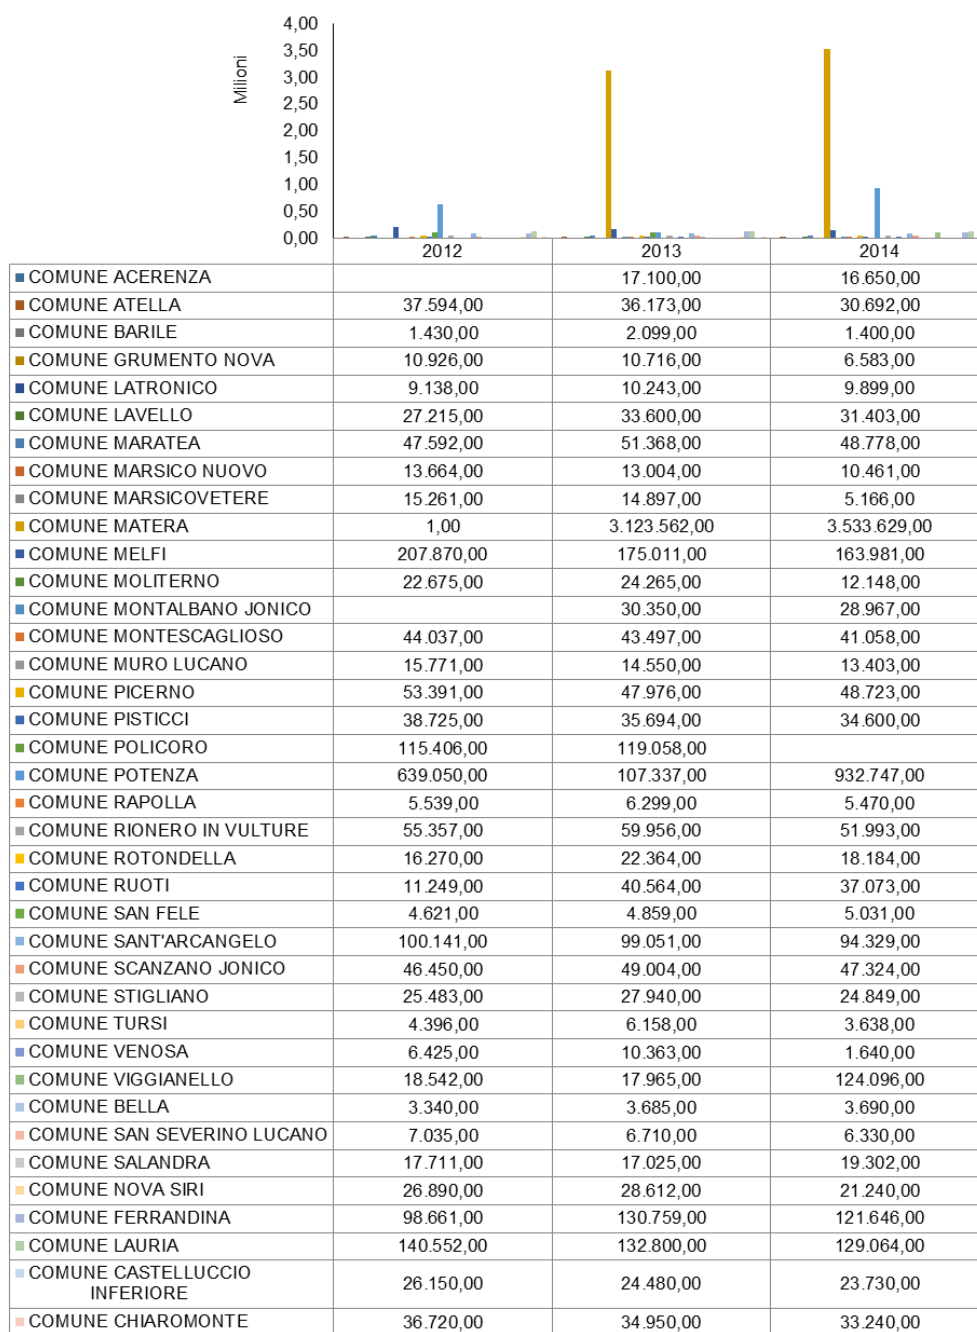 4,00
3,50
3,00
2,50
2,00
1,50
1,00
0,50
0,00
Milioni
2012 2013 2014
COMUNE ACERENZA 17.100,00 16.650,00
COMUNE ATELLA 37.594,00 36.173,00 30.692,00
COMUNE BARILE 1.430,00 2.099,00 1.400,00
COMUNE GRUMENTO NOVA 10.926,00 10.716,00 6.583,00
COMUNE LATRONICO 9.138,00 10.243,00 9.899,00
COMUNE LAVELLO 27.215,00 33.600,00 31.403,00
COMUNE MARATEA 47.592,00 51.368,00 48.778,00
COMUNE MARSICO NUOVO 13.664,00 13.004,00 10.461,00
COMUNE MARSICOVETERE 15.261,00 14.897,00 5.166,00
COMUNE MATERA 1,00 3.123.562,00 3.533.629,00
COMUNE MELFI 207.870,00 175.011,00 163.981,00
COMUNE MOLITERNO 22.675,00 24.265,00 12.148,00
COMUNE MONTALBANO JONICO 30.350,00 28.967,00
COMUNE MONTESCAGLIOSO 44.037,00 43.497,00 41.058,00
COMUNE MURO LUCANO 15.771,00 14.550,00 13.403,00
COMUNE PICERNO 53.391,00 47.976,00 48.723,00
COMUNE PISTICCI 38.725,00 35.694,00 34.600,00
COMUNE POLICORO 115.406,00 119.058,00
COMUNE POTENZA 639.050,00 107.337,00 932.747,00
COMUNE RAPOLLA 5.539,00 6.299,00 5.470,00
COMUNE RIONERO IN VULTURE 55.357,00 59.956,00 51.993,00
COMUNE ROTONDELLA 16.270,00 22.364,00 18.184,00
COMUNE RUOTI 11.249,00 40.564,00 37.073,00
COMUNE SAN FELE 4.621,00 4.859,00 5.031,00
COMUNE SANT'ARCANGELO 100.141,00 99.051,00 94.329,00
COMUNE SCANZANO JONICO 46.450,00 49.004,00 47.324,00
COMUNE STIGLIANO 25.483,00 27.940,00 24.849,00
COMUNE TURSI 4.396,00 6.158,00 3.638,00
COMUNE VENOSA 6.425,00 10.363,00 1.640,00
COMUNE VIGGIANELLO 18.542,00 17.965,00 124.096,00
COMUNE BELLA 3.340,00 3.685,00 3.690,00
COMUNE SAN SEVERINO LUCANO 7.035,00 6.710,00 6.330,00
COMUNE SALANDRA 17.711,00 17.025,00 19.302,00
COMUNE NOVA SIRI 26.890,00 28.612,00 21.240,00
COMUNE FERRANDINA 98.661,00 130.759,00 121.646,00
COMUNE LAURIA 140.552,00 132.800,00 129.064,00
COMUNE CASTELLUCCIO
INFERIORE 26.150,00 24.480,00 23.730,00
COMUNE CHIAROMONTE 36.720,00 34.950,00 33.240,00